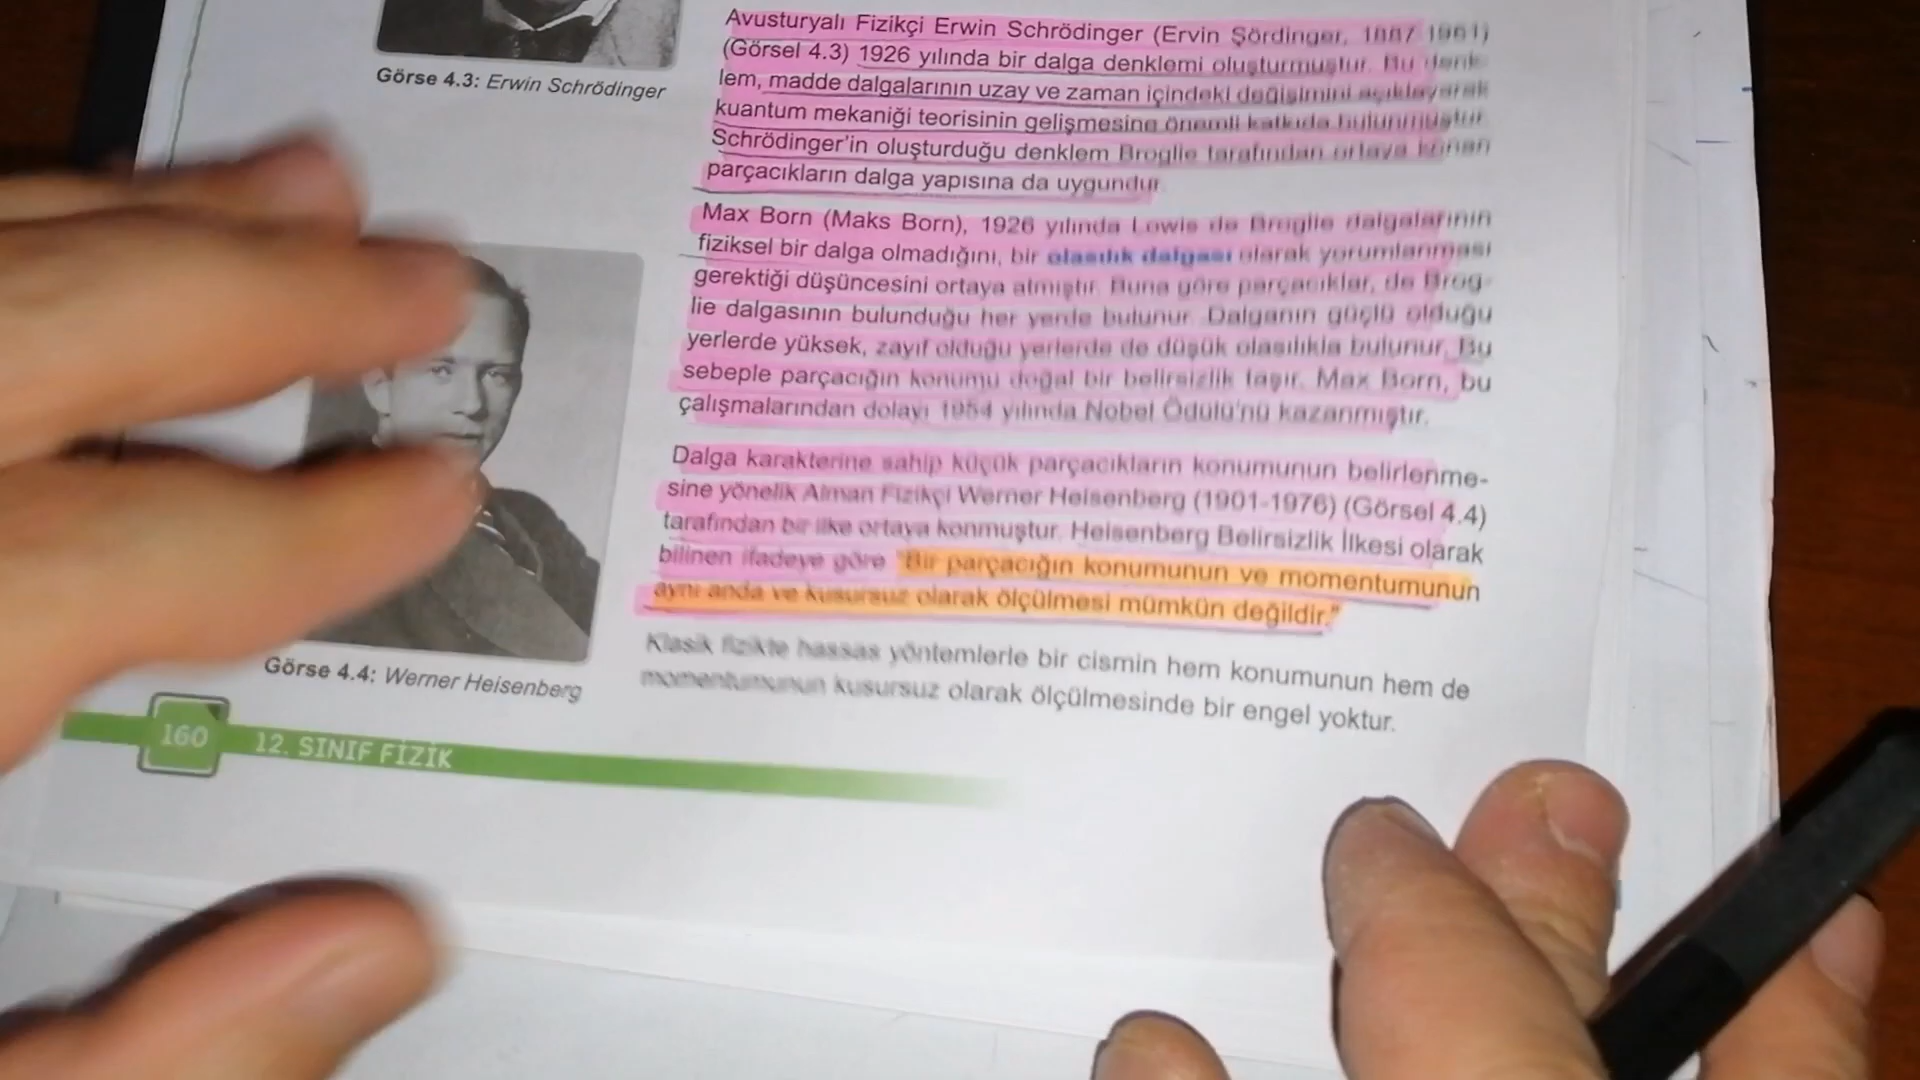 Avusturyalı Fizikçi Erwin Schrödinger (Ervin Şördinger, 1887-1961)
(Görsel 4.3) 1926 yılında bir dalga denklemi oluşturmuştur. Bu denk-
lem, madde dalgalarının uzay ve zaman içindeki değişimini açıklayarak
kuantum mekaniği teorisinin gelişmesine önemli katkıda bulunmuştur.
Schrödinger'in oluşturduğu denklem Broglie tarafından ortaya konan
parçacıkların dalga yapısına da uygundur.
Görse 4.3: Erwin Schrödinger
Max Born (Maks Born), 1926 yılında Lowis de Broglie dalgalarının
fiziksel bir dalga olmadığını, bir olasılık dalgası olarak yorumlanması
gerektiği düşüncesini ortaya atmıştır. Buna göre parçacıklar, de Brog-
lie dalgasının bulunduğu her yerde bulunur. Dalganın güçlü olduğu
yerlerde yüksek, zayıf olduğu yerlerde de düşük olasılıkla bulunur. Bu
sebeple parçacığın konumu doğal bir belirsizlik taşır. Max Born, bu
çalışmalarından dolayı 1954 yılında Nobel Ödülü'nü kazanmıştır.
Dalga karakterine sahip küçük parçacıkların konumunun belirlenme-
sine yönelik Alman Fizikçi Werner Heisenberg (1901-1976) (Görsel 4.4)
tarafından bir ilke ortaya konmuştur. Heisenberg Belirsizlik İlkesi olarak
bilinen ifadeye göre "Bir parçacığın konumunun ve momentumunun
aynı anda ve kusursuz olarak ölçülmesi mümkün değildir."
Klasik fizikte hassas yöntemlerle bir cismin hem konumunun hem de
momentumunun kusursuz olarak ölçülmesinde bir engel yoktur.
Görse 4.4: Werner Heisenberg
160
12. SINIF FİZİK